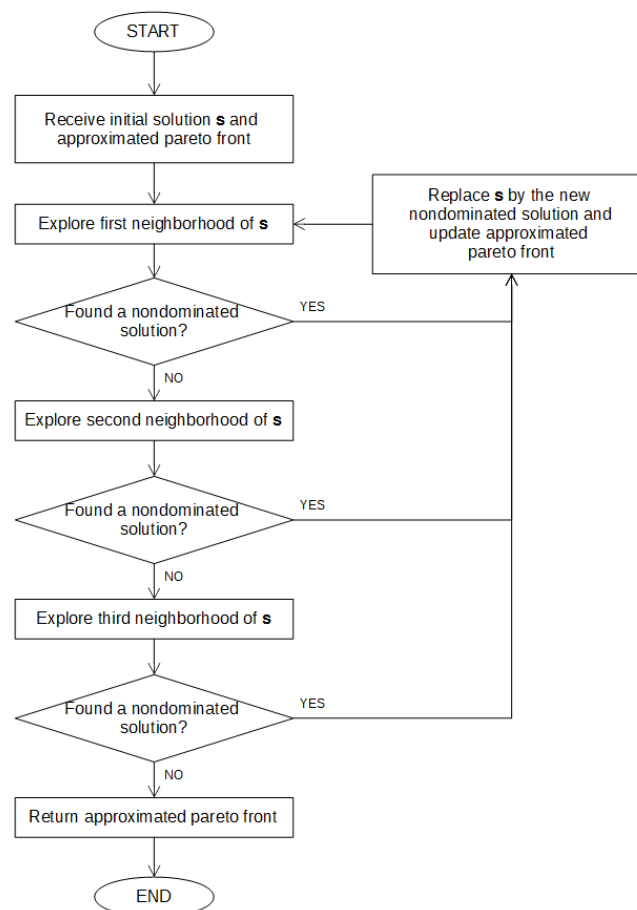 START
Receive initial solution s and
approximated pareto front
Replace s by the new
nondominated solution and
update approximated
pareto front
Explore first neighborhood of s
Found a nondominated
solution?
YES
NO
Explore second neighborhood of s
Found a nondominated
solution?
YES
NO
Explore third neighborhood of s
Found a nondominated
solution?
YES
NO
Return approximated pareto front
END